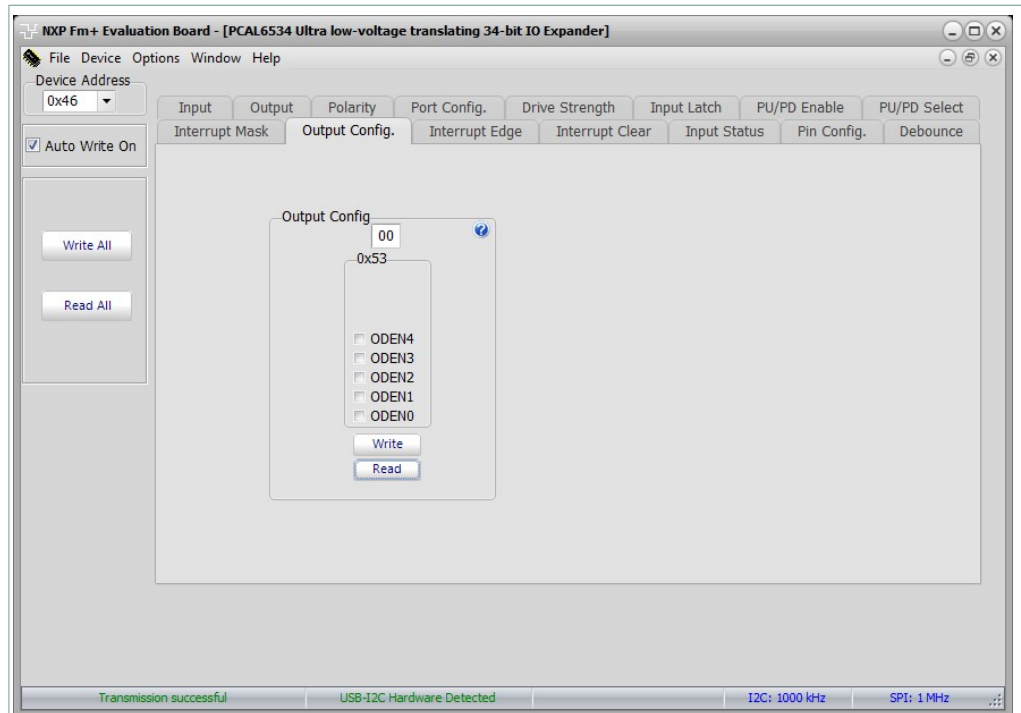 NXP Fm+ Evaluation Board - [PCAL6534 Ultra low-voltage translating 34-bit IO Expander]
File Device Options Window Help
Device Address
0x46
Auto Write On
Write All
Read All
Input Output Polarity Port Config. Drive Strength Input Latch PU/PD Enable PU/PD Select
Interrupt Mask Output Config. Interrupt Edge Interrupt Clear Input Status Pin Config. Debounce
Output Config
00
0x53
ODEN4
ODEN3
ODEN2
ODEN1
ODEN0
Write
Read
Transmission successful USB-I2C Hardware Detected I2C: 1000 kHz SPI: 1 MHz